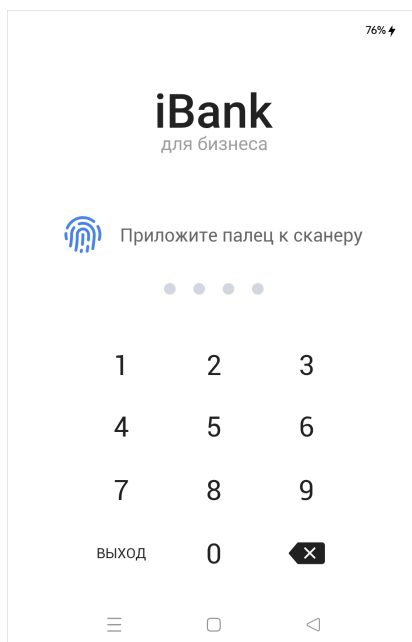 76%
iBank
для бизнеса
Приложите палец к сканеру
1 2 3
4 5 6
7 8 9
ВЫХОД 0